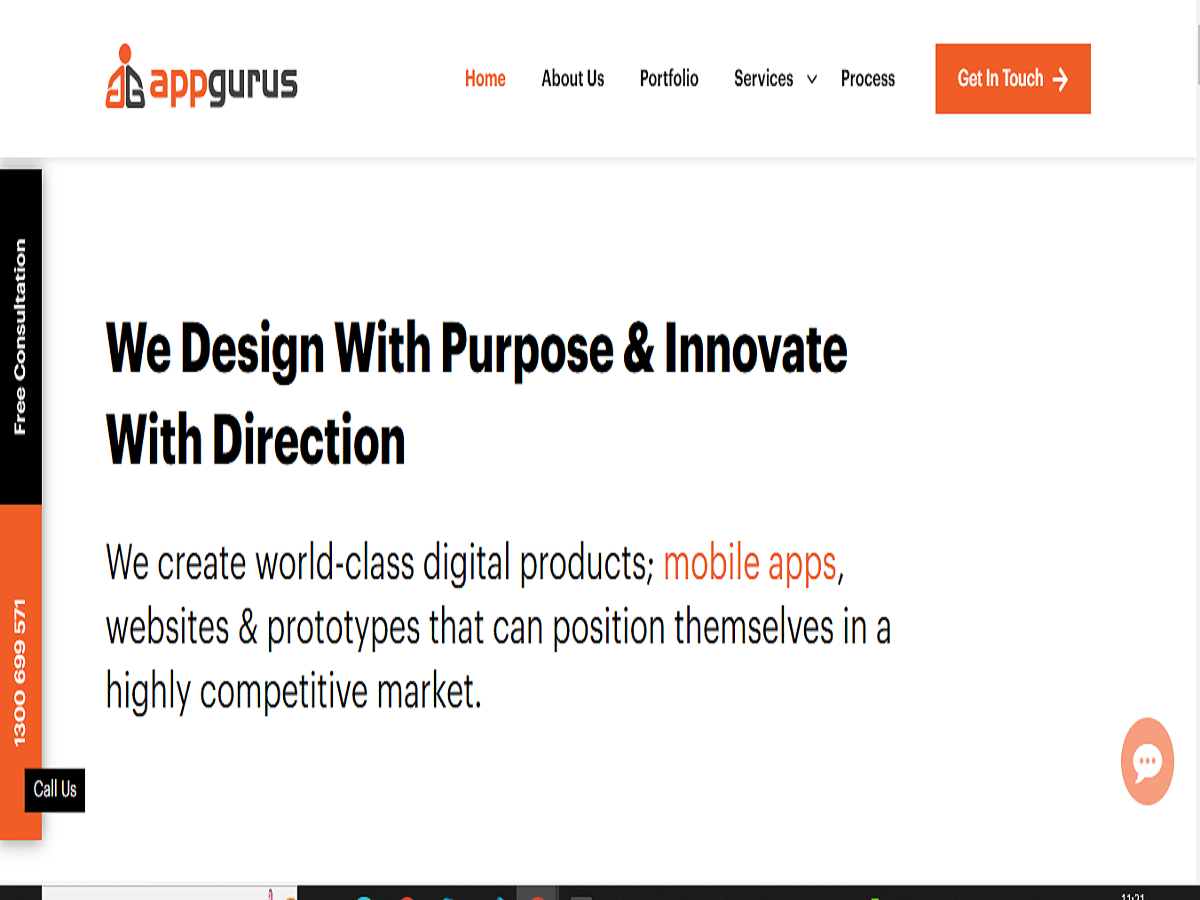 appgurus
Home
About Us
Portfolio
Services
Process
Get In Touch
Free Consultation
We Design With Purpose & Innovate
With Direction
We create world-class digital products; mobile apps,
websites & prototypes that can position themselves in a
highly competitive market.
1300 699 571
Call Us